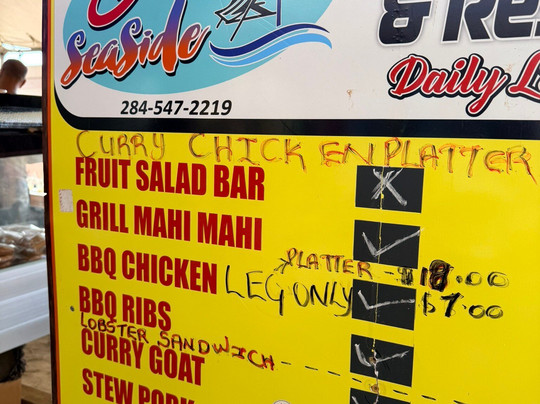 SeaSide
& Re
Daily L
284-547-2219
CURRY CHICKEN PLATTER
FRUIT SALAD BAR X
GRILL MAHI MAHI ✓
PLATTER - $18.00
BBQ CHICKEN LEG ONLY ✓ $7.00
BBQ RIBS ✓
LOBSTER SANDWICH ----
CURRY GOAT
STEW PORK